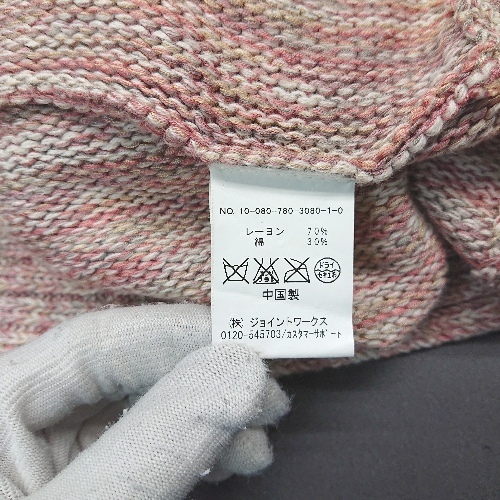 NO. 10-080-780-3080-1-0
レーヨン 70%
綿 30%
ドライ
セキユ系
中国製
(株) ジョイントワークス
0120-545703/カスタマーサポート